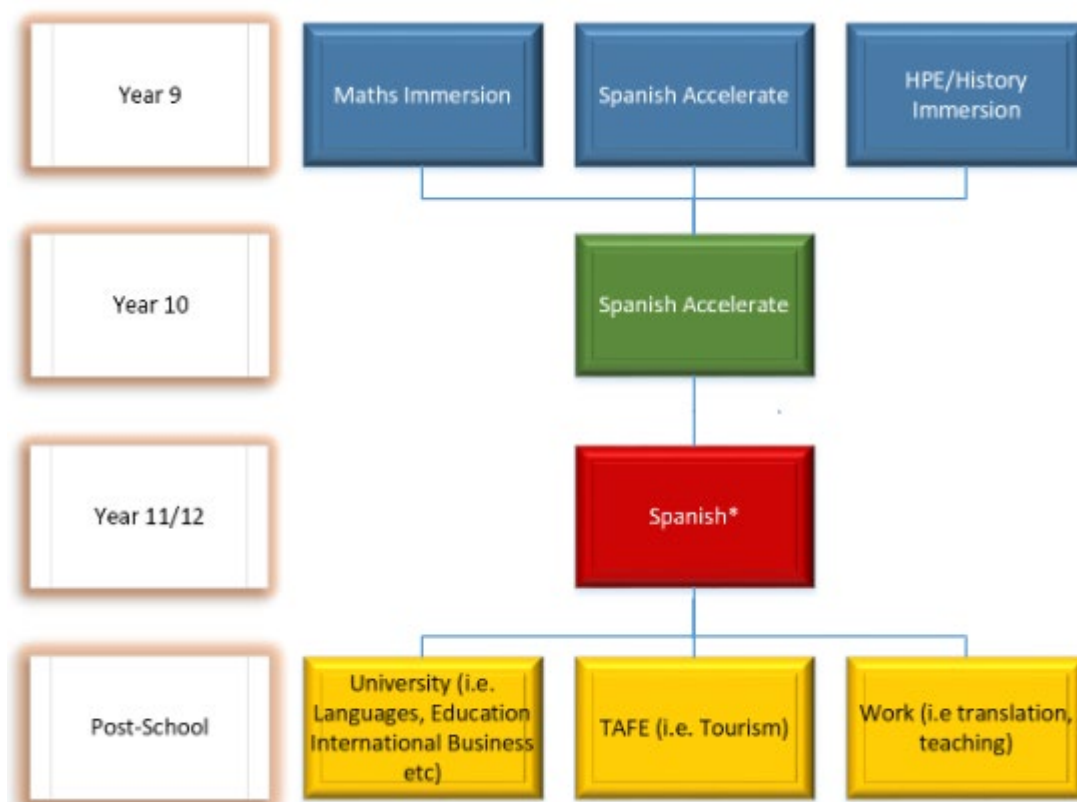 Year 9
Maths Immersion
Spanish Accelerate
HPE/History
Immersion
Year 10
Spanish Accelerate
Year 11/12
Spanish*
Post-School
University (i.e.
Languages, Education
International Business
etc)
TAFE (i.e. Tourism)
Work (i.e translation,
teaching)